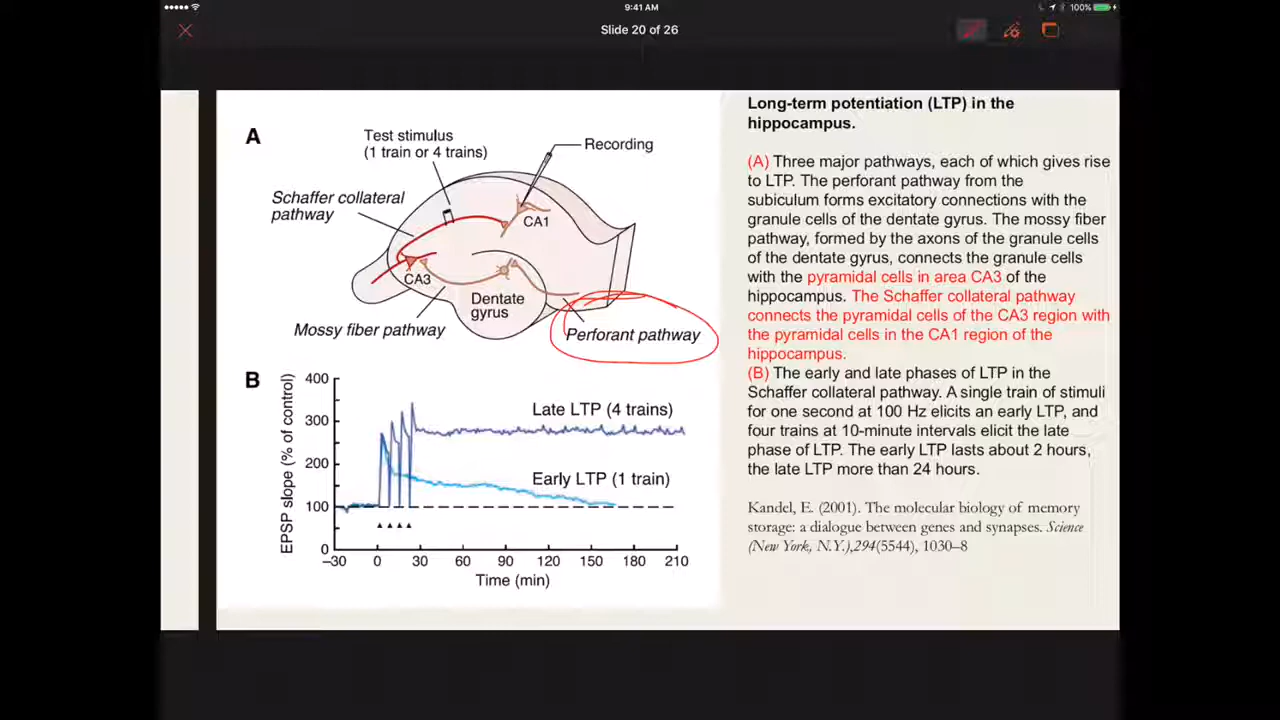 9:41 AM
100%
Slide 20 of 26
A
Test stimulus
(1 train or 4 trains)
Recording
Schaffer collateral
pathway
CA1
CA3
Dentate
gyrus
Mossy fiber pathway
Perforant pathway
B
EPSP slope (% of control)
400
300
200
100
0
Late LTP (4 trains)
Early LTP (1 train)
–30 0 30 60 90 120 150 180 210
Time (min)
Long-term potentiation (LTP) in the
hippocampus.
(A) Three major pathways, each of which gives rise
to LTP. The perforant pathway from the
subiculum forms excitatory connections with the
granule cells of the dentate gyrus. The mossy fiber
pathway, formed by the axons of the granule cells
of the dentate gyrus, connects the granule cells
with the pyramidal cells in area CA3 of the
hippocampus. The Schaffer collateral pathway
connects the pyramidal cells of the CA3 region with
the pyramidal cells in the CA1 region of the
hippocampus.
(B) The early and late phases of LTP in the
Schaffer collateral pathway. A single train of stimuli
for one second at 100 Hz elicits an early LTP, and
four trains at 10-minute intervals elicit the late
phase of LTP. The early LTP lasts about 2 hours,
the late LTP more than 24 hours.
Kandel, E. (2001). The molecular biology of memory
storage: a dialogue between genes and synapses. Science
(New York, N.Y.),294(5544), 1030–8